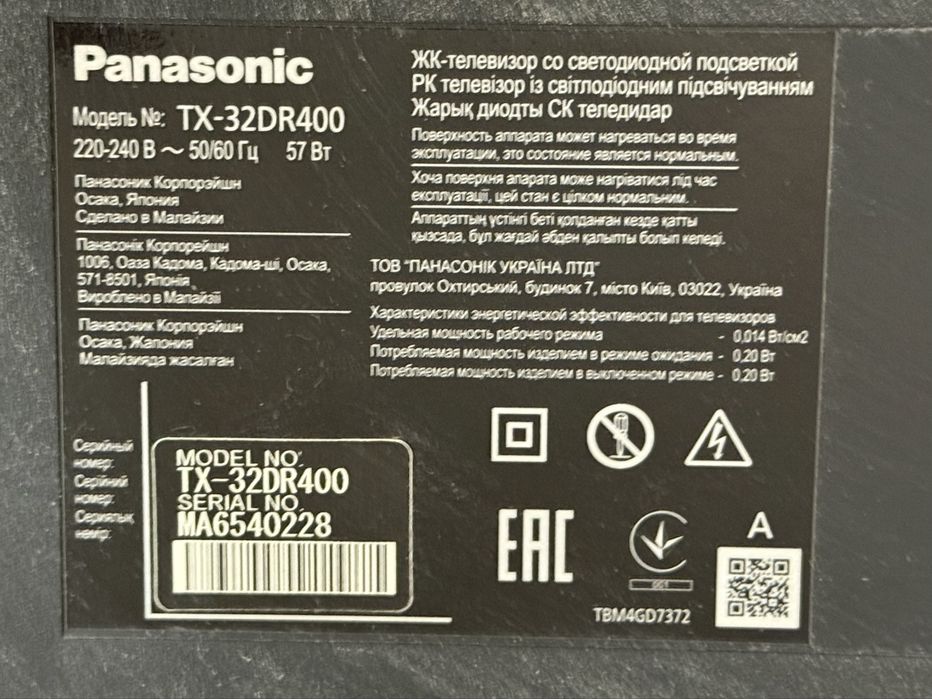 Panasonic
Модель №: TX-32DR400
220-240 В ~ 50/60 Гц 57 Вт
Панасоник Корпорэйшн
Осака, Япония
Сделано в Малайзии
Панасонік Корпорейшн
1006, Оаза Кадома, Кадома-ші, Осака,
571-8501, Японія
Вироблено в Малайзії
Панасоник Корпорэйшн
Осака, Жапония
Малайзияда жасалған
ЖК-телевизор со светодиодной подсветкой
РК телевізор із світлодіодним підсвічуванням
Жарық диодты СК теледидар
Поверхность аппарата может нагреваться во время
эксплуатации, это состояние является нормальным.
Хоча поверхня апарата може нагріватися під час
експлуатації, цей стан є цілком нормальним.
Аппараттың үстіңгі беті қолданған кезде қатты
қызсада, бұл жағдай әбден қалыпты болып келеді.
ТОВ "ПАНАСОНІК УКРАЇНА ЛТД"
провулок Охтирський, будинок 7, місто Київ, 03022, Україна
Характеристики энергетической эффективности для телевизоров
Удельная мощность рабочего режима - 0,014 Вт/см2
Потребляемая мощность изделием в режиме ожидания - 0,20 Вт
Потребляемая мощность изделием в выключенном режиме - 0,20 Вт
Серийный
номер:
Серійний
номер:
Сериялық
нөмірі:
MODEL NO.
TX-32DR400
SERIAL NO.
MA6540228
EAC
001
TBM4GD7372
A